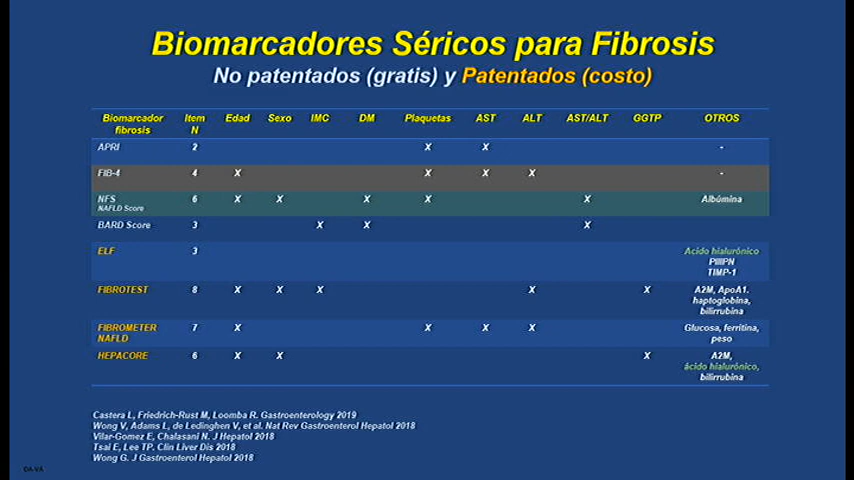 Biomarcadores Séricos para Fibrosis
No patentados (gratis) y Patentados (costo)
Biomarcador fibrosis Item N Edad Sexo IMC DM Plaquetas AST ALT AST/ALT GGTP OTROS
APRI 2 X X -
FIB-4 4 X X X X -
NFS 6 X X X X X Albúmina
NAFLD Score
BARD Score 3 X X X
ELF 3 Acido hialurónico
PIIIPN
TIMP-1
FIBROTEST 8 X X X X X A2M, ApoA1.
haptoglobina,
bilirrubina
FIBROMETER 7 X X X X Glucosa, ferritina,
NAFLD peso
HEPACORE 6 X X X A2M,
ácido hialurónico,
bilirrubina
Castera L, Friedrich-Rust M, Loomba R. Gastroenterology 2019
Wong V, Adams L, de Ledinghen V, et al. Nat Rev Gastroenterol Hepatol 2018
Vilar-Gomez E, Chalasani N. J Hepatol 2018
Tsai E, Lee TP. Clin Liver Dis 2018
Wong G. J Gastroenterol Hepatol 2018